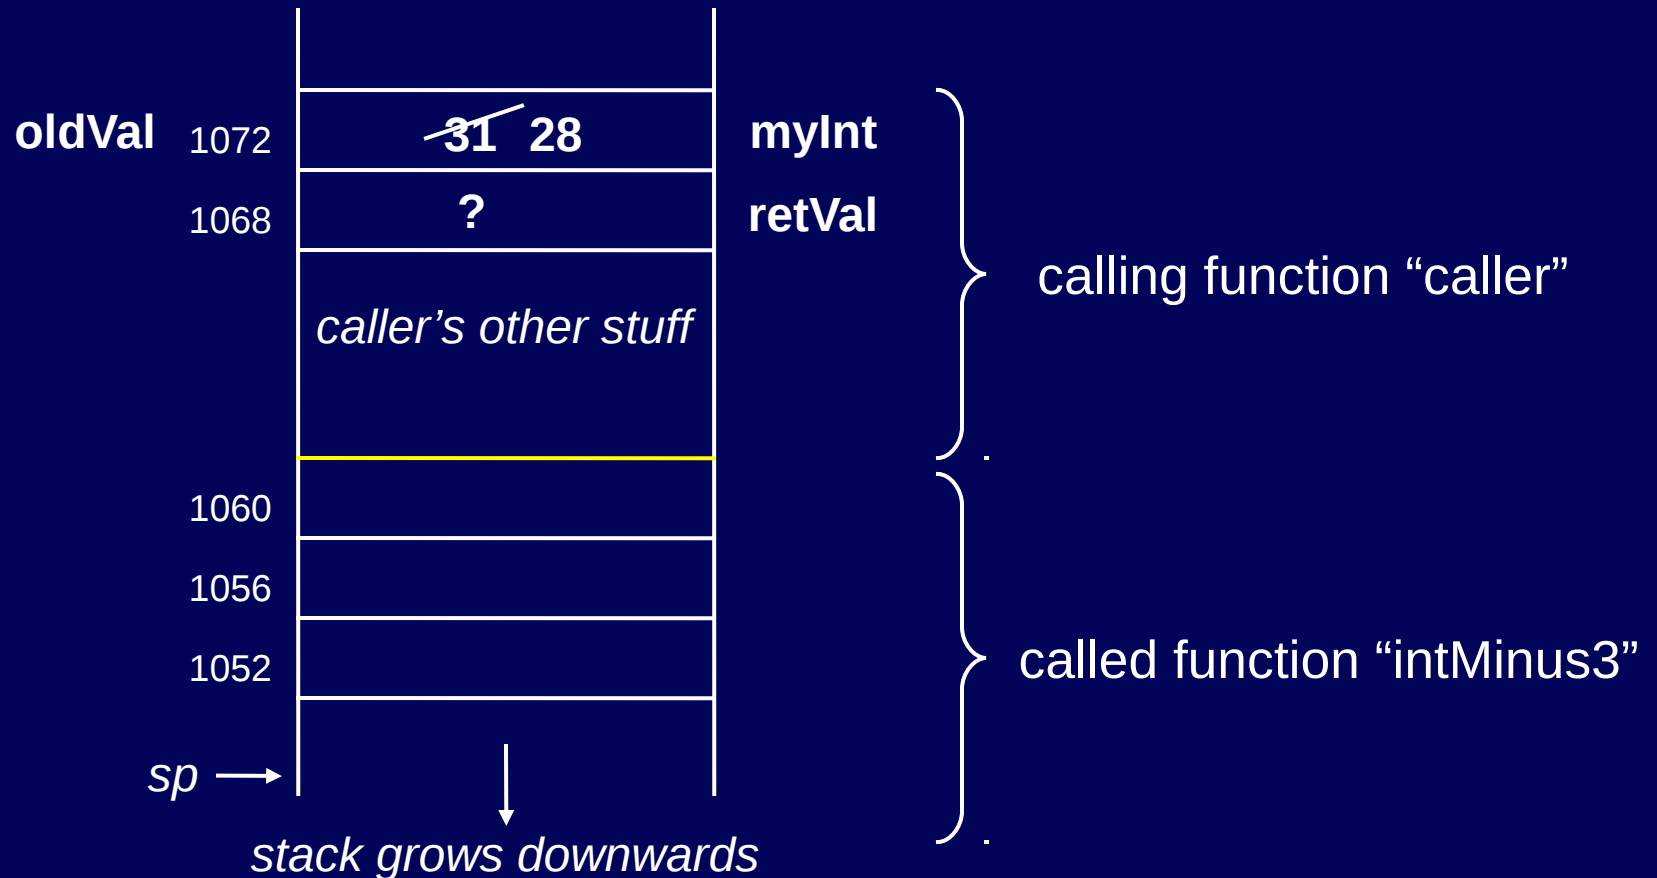 oldVal 1072 31 28 myInt
1068 ? retVal
calling function “caller”
caller’s other stuff
1060
1056
1052
called function “intMinus3”
sp
stack grows downwards